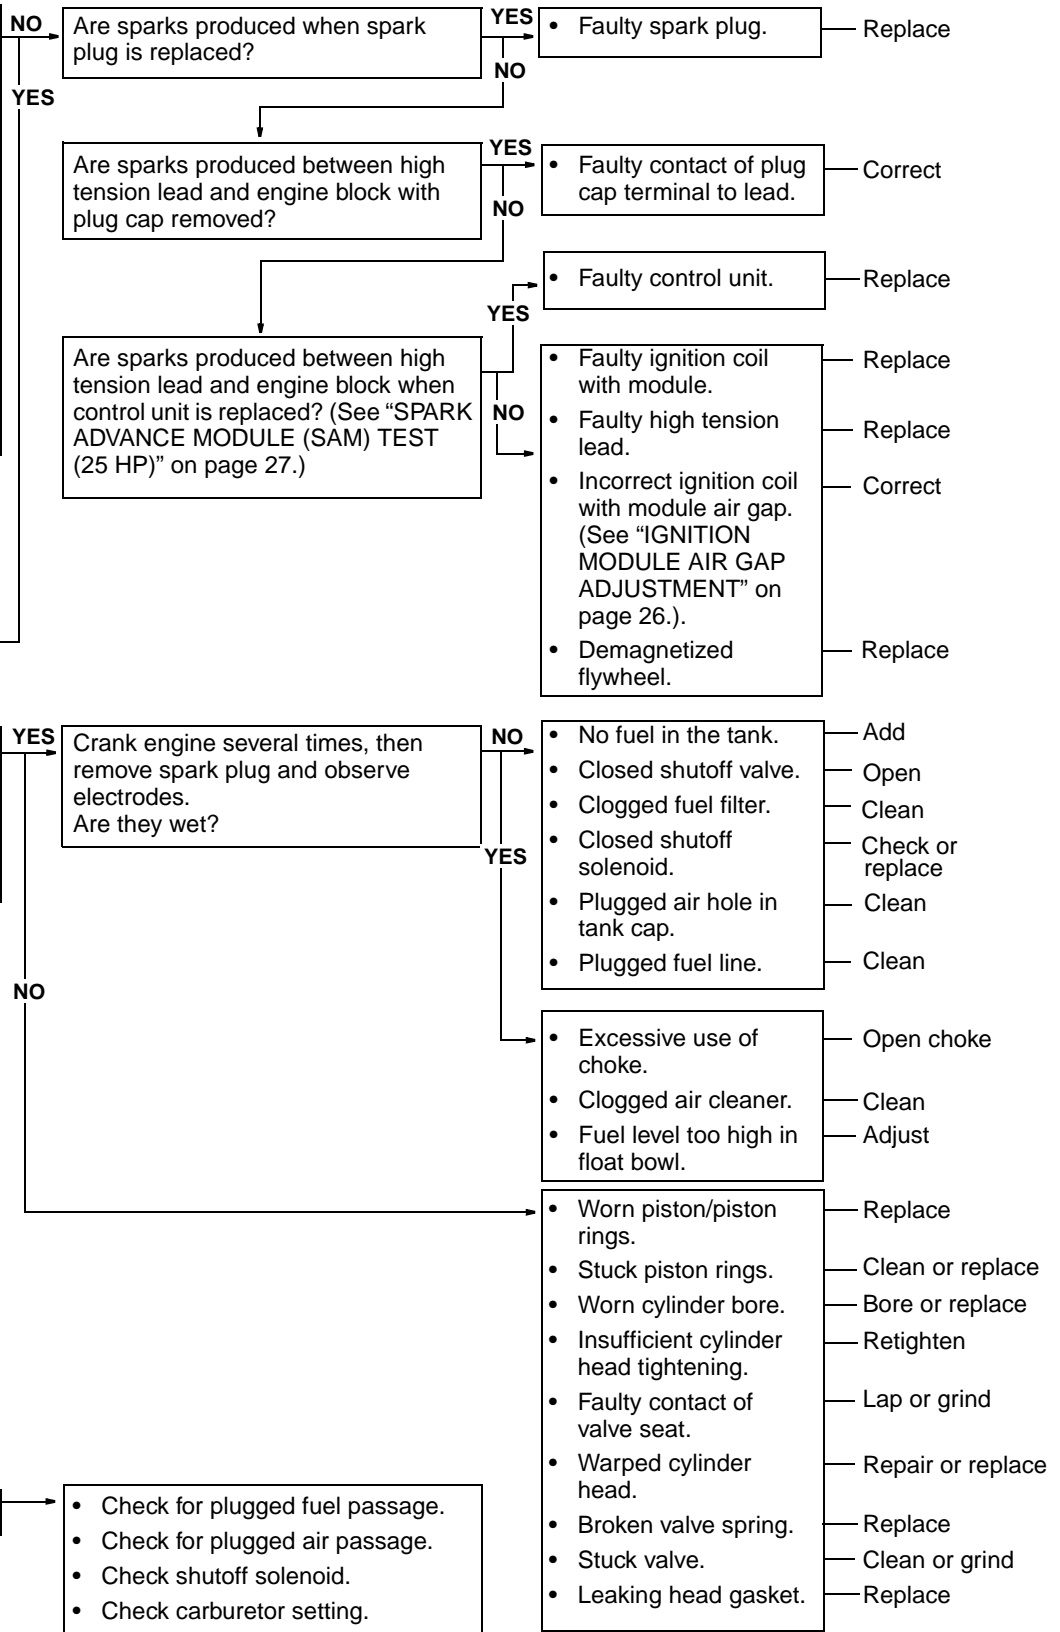 NO
Are sparks produced when spark
plug is replaced?
YES
• Faulty spark plug.
Replace
NO
YES
Are sparks produced between high
tension lead and engine block with
plug cap removed?
YES
• Faulty contact of plug
cap terminal to lead.
Correct
NO
• Faulty control unit.
Replace
YES
Are sparks produced between high
tension lead and engine block when
control unit is replaced? (See “SPARK
ADVANCE MODULE (SAM) TEST
(25 HP)” on page 27.)
NO
• Faulty ignition coil
with module.
Replace
• Faulty high tension
lead.
Replace
• Incorrect ignition coil
with module air gap.
(See “IGNITION
MODULE AIR GAP
ADJUSTMENT” on
page 26.).
Correct
• Demagnetized
flywheel.
Replace
YES
Crank engine several times, then
remove spark plug and observe
electrodes.
Are they wet?
NO
• No fuel in the tank.
Add
• Closed shutoff valve.
Open
• Clogged fuel filter.
Clean
• Closed shutoff
solenoid.
Check or
replace
• Plugged air hole in
tank cap.
Clean
• Plugged fuel line.
Clean
YES
NO
• Excessive use of
choke.
Open choke
• Clogged air cleaner.
Clean
• Fuel level too high in
float bowl.
Adjust
• Worn piston/piston
rings.
Replace
• Stuck piston rings.
Clean or replace
• Worn cylinder bore.
Bore or replace
• Insufficient cylinder
head tightening.
Retighten
• Faulty contact of
valve seat.
Lap or grind
• Warped cylinder
head.
Repair or replace
• Broken valve spring.
Replace
• Stuck valve.
Clean or grind
• Leaking head gasket.
Replace
• Check for plugged fuel passage.
• Check for plugged air passage.
• Check shutoff solenoid.
• Check carburetor setting.